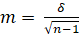 m = δ / √(n−1)